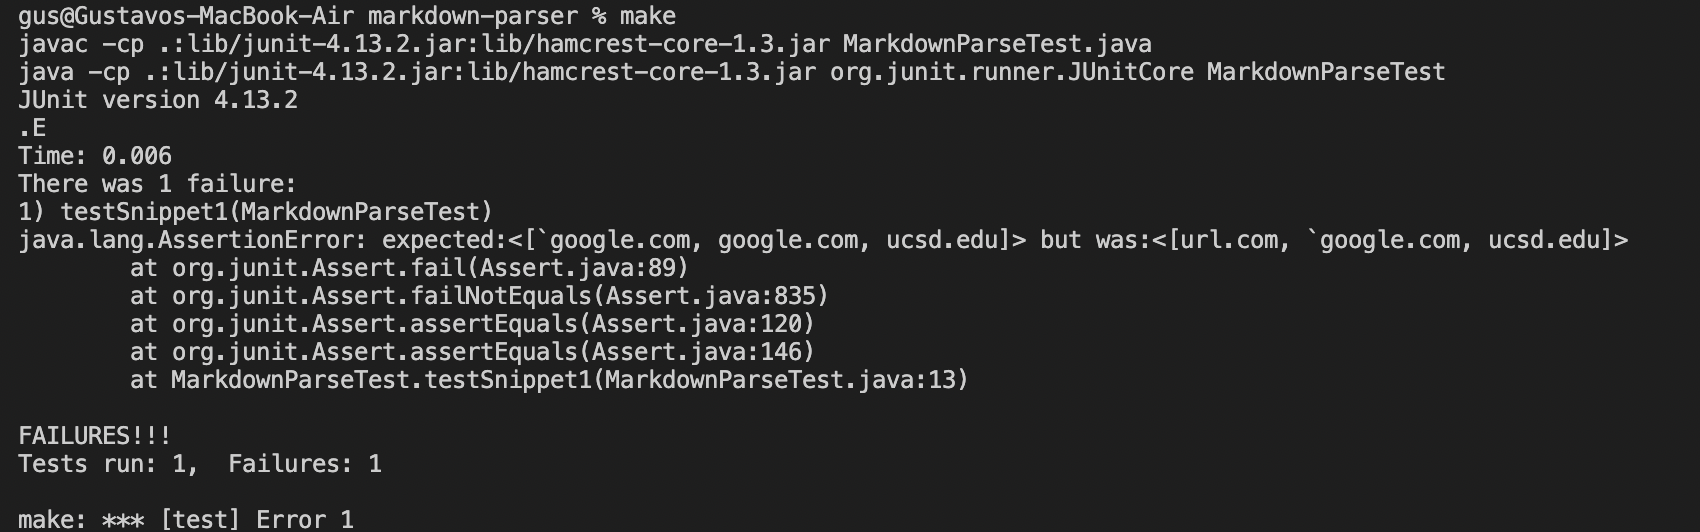 gus@Gustavos-MacBook-Air markdown-parser % make
javac -cp .:lib/junit-4.13.2.jar:lib/hamcrest-core-1.3.jar MarkdownParseTest.java
java -cp .:lib/junit-4.13.2.jar:lib/hamcrest-core-1.3.jar org.junit.runner.JUnitCore MarkdownParseTest
JUnit version 4.13.2
.E
Time: 0.006
There was 1 failure:
1) testSnippet1(MarkdownParseTest)
java.lang.AssertionError: expected:<[`google.com, google.com, ucsd.edu]> but was:<[url.com, `google.com, ucsd.edu]>
        at org.junit.Assert.fail(Assert.java:89)
        at org.junit.Assert.failNotEquals(Assert.java:835)
        at org.junit.Assert.assertEquals(Assert.java:120)
        at org.junit.Assert.assertEquals(Assert.java:146)
        at MarkdownParseTest.testSnippet1(MarkdownParseTest.java:13)

FAILURES!!!
Tests run: 1,  Failures: 1

make: *** [test] Error 1